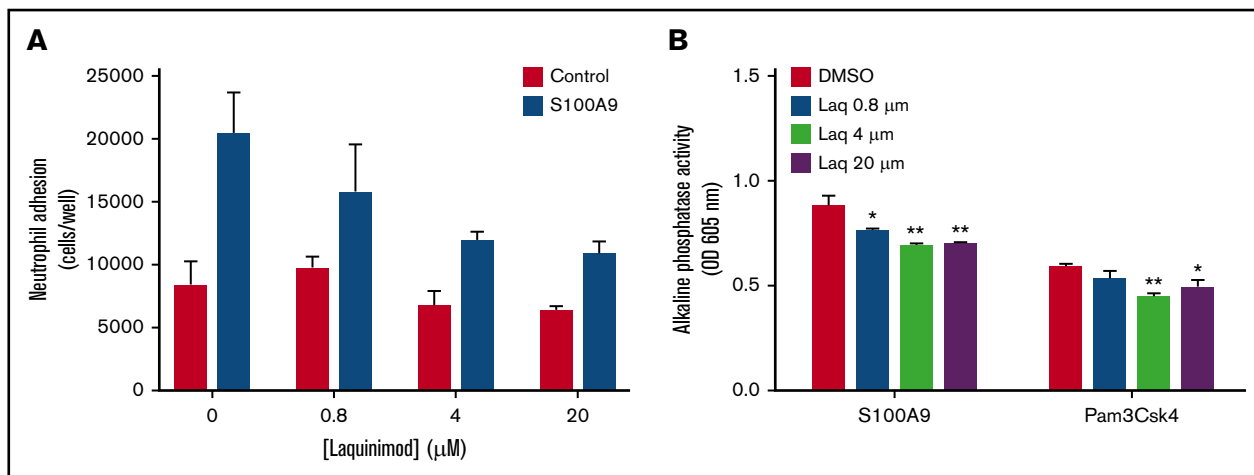 A
Neutrophil adhesion
(cells/well)
25000
20000
15000
10000
5000
0
Control
S100A9
0 0.8 4 20
[Laquinimod] (μM)
B
Alkaline phosphatase activity
(OD 605 nm)
1.5
1.0
0.5
0.0
DMSO
Laq 0.8 μm
Laq 4 μm
Laq 20 μm
* ** **
** *
S100A9 Pam3Csk4